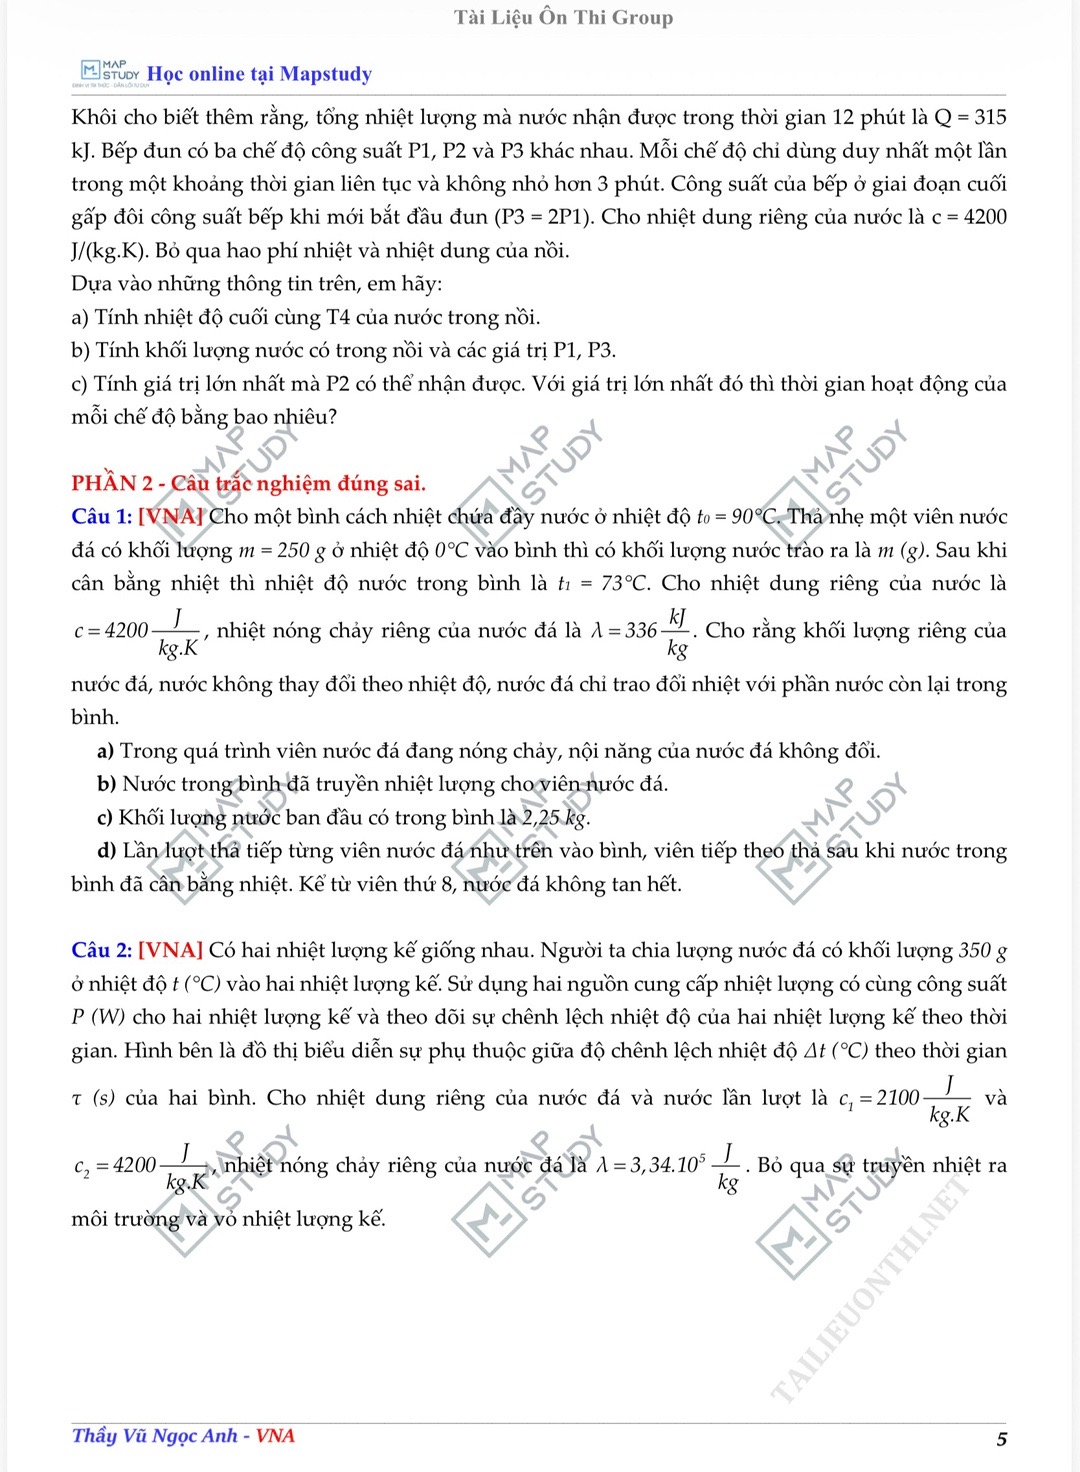 Tài Liệu Ôn Thi Group
MAP STUDY Học online tại Mapstudy
Khôi cho biết thêm rằng, tổng nhiệt lượng mà nước nhận được trong thời gian 12 phút là Q = 315
kJ. Bếp đun có ba chế độ công suất P1, P2 và P3 khác nhau. Mỗi chế độ chỉ dùng duy nhất một lần
trong một khoảng thời gian liên tục và không nhỏ hơn 3 phút. Công suất của bếp ở giai đoạn cuối
gấp đôi công suất bếp khi mới bắt đầu đun (P3 = 2P1). Cho nhiệt dung riêng của nước là c = 4200
J/(kg.K). Bỏ qua hao phí nhiệt và nhiệt dung của nồi.
Dựa vào những thông tin trên, em hãy:
a) Tính nhiệt độ cuối cùng T4 của nước trong nồi.
b) Tính khối lượng nước có trong nồi và các giá trị P1, P3.
c) Tính giá trị lớn nhất mà P2 có thể nhận được. Với giá trị lớn nhất đó thì thời gian hoạt động của
mỗi chế độ bằng bao nhiêu?
PHẦN 2 - Câu trắc nghiệm đúng sai.
Câu 1: [VNA] Cho một bình cách nhiệt chứa đầy nước ở nhiệt độ t₀ = 90°C. Thả nhẹ một viên nước
đá có khối lượng m = 250 g ở nhiệt độ 0°C vào bình thì có khối lượng nước trào ra là m (g). Sau khi
cân bằng nhiệt thì nhiệt độ nước trong bình là t₁ = 73°C. Cho nhiệt dung riêng của nước là
c = 4200 J/kg.K, nhiệt nóng chảy riêng của nước đá là λ = 336 kJ/kg. Cho rằng khối lượng riêng của
nước đá, nước không thay đổi theo nhiệt độ, nước đá chỉ trao đổi nhiệt với phần nước còn lại trong
bình.
a) Trong quá trình viên nước đá đang nóng chảy, nội năng của nước đá không đổi.
b) Nước trong bình đã truyền nhiệt lượng cho viên nước đá.
c) Khối lượng nước ban đầu có trong bình là 2,25 kg.
d) Lần lượt thả tiếp từng viên nước đá như trên vào bình, viên tiếp theo thả sau khi nước trong
bình đã cân bằng nhiệt. Kể từ viên thứ 8, nước đá không tan hết.
Câu 2: [VNA] Có hai nhiệt lượng kế giống nhau. Người ta chia lượng nước đá có khối lượng 350 g
ở nhiệt độ t (°C) vào hai nhiệt lượng kế. Sử dụng hai nguồn cung cấp nhiệt lượng có cùng công suất
P (W) cho hai nhiệt lượng kế và theo dõi sự chênh lệch nhiệt độ của hai nhiệt lượng kế theo thời
gian. Hình bên là đồ thị biểu diễn sự phụ thuộc giữa độ chênh lệch nhiệt độ Δt (°C) theo thời gian
τ (s) của hai bình. Cho nhiệt dung riêng của nước đá và nước lần lượt là c₁ = 2100 J/kg.K và
c₂ = 4200 J/kg.K, nhiệt nóng chảy riêng của nước đá là λ = 3,34.10⁵ J/kg. Bỏ qua sự truyền nhiệt ra
môi trường và vỏ nhiệt lượng kế.
TAILIEUONTHI.NET
Thầy Vũ Ngọc Anh - VNA
5